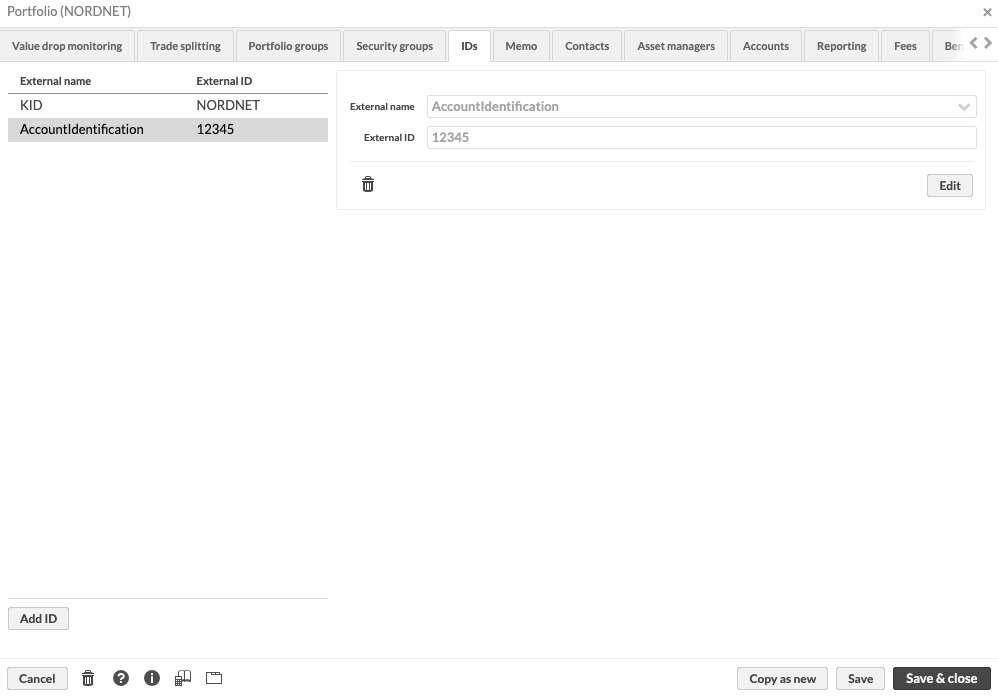 Portfolio (NORDNET)
Value drop monitoring Trade splitting Portfolio groups Security groups IDs Memo Contacts Asset managers Accounts Reporting Fees
External name External ID
KID NORDNET
AccountIdentification 12345
External name AccountIdentification
External ID 12345
Edit
Add ID
Cancel Copy as new Save Save & close